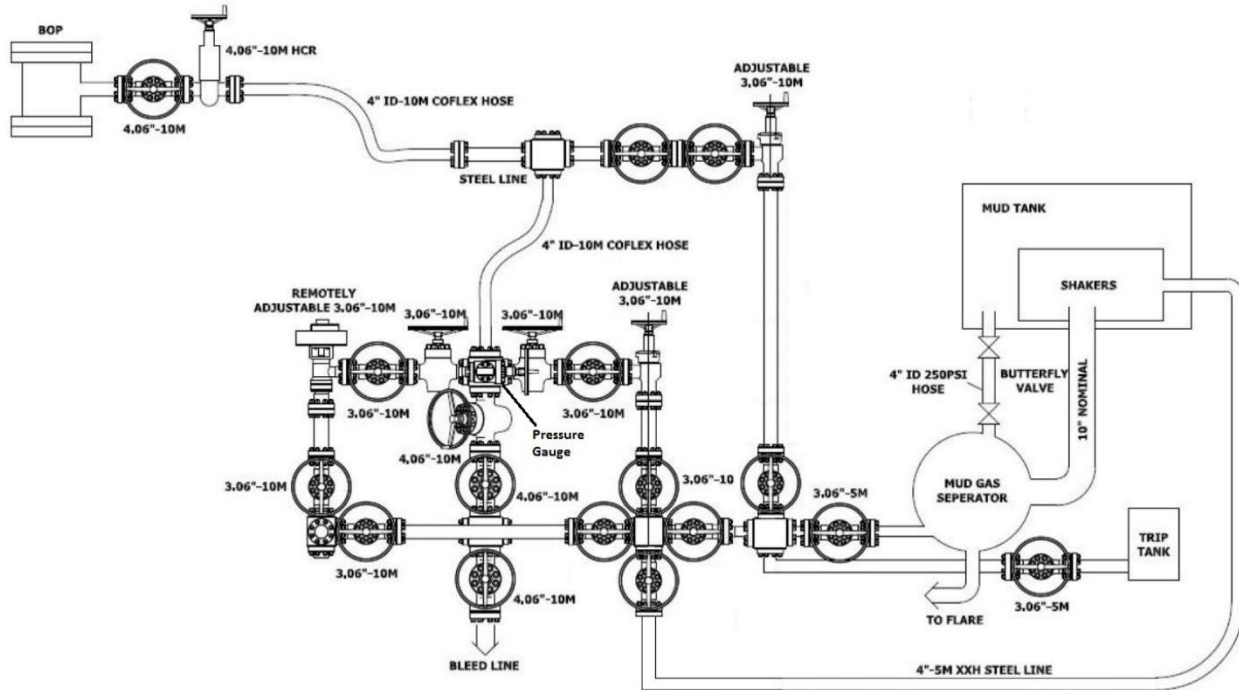 BOP
4.06"-10M HCR
4.06"-10M
4" ID-10M COFLEX HOSE
STEEL LINE
ADJUSTABLE
3.06"-10M
4" ID-10M COFLEX HOSE
MUD TANK
SHAKERS
REMOTELY
ADJUSTABLE 3.06"-10M
3.06"-10M
3.06"-10M
ADJUSTABLE
3.06"-10M
3.06"-10M
3.06"-10M
4" ID 250PSI
HOSE
BUTTERFLY
VALVE
10" NOMINAL
Pressure
Gauge
4.06"-10M
3.06"-10M
4.06"-10M
3.06"-10
3.06"-5M
MUD GAS
SEPERATOR
TRIP
TANK
3.06"-10M
4.06"-10M
3.06"-5M
TO FLARE
BLEED LINE
4"-5M XXH STEEL LINE